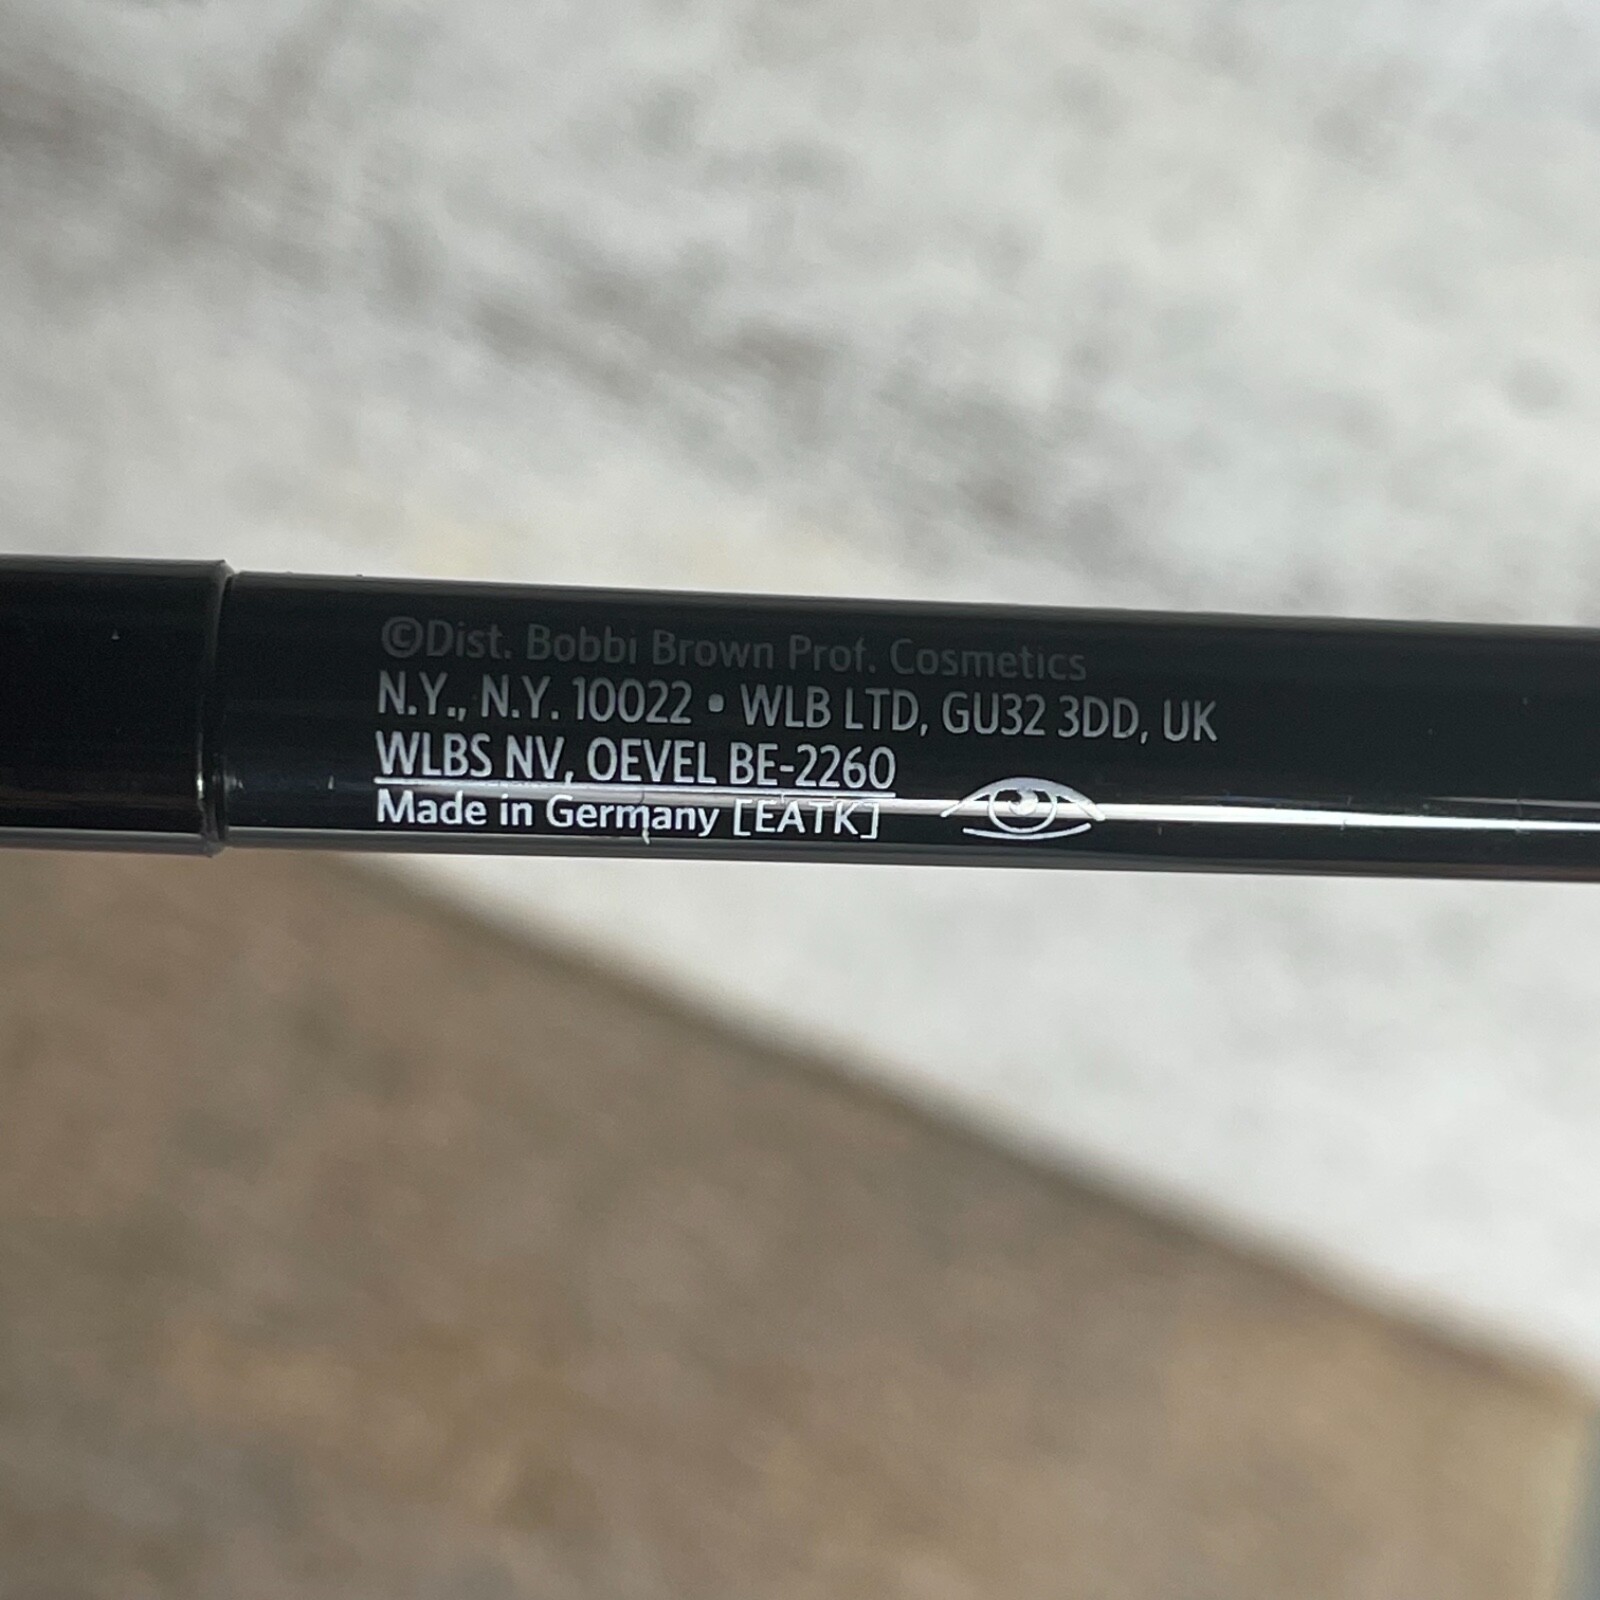 ©Dist. Bobbi Brown Prof. Cosmetics
N.Y., N.Y. 10022 • WLB LTD, GU32 3DD, UK
WLBS NV, OEVEL BE-2260
Made in Germany [EATK]